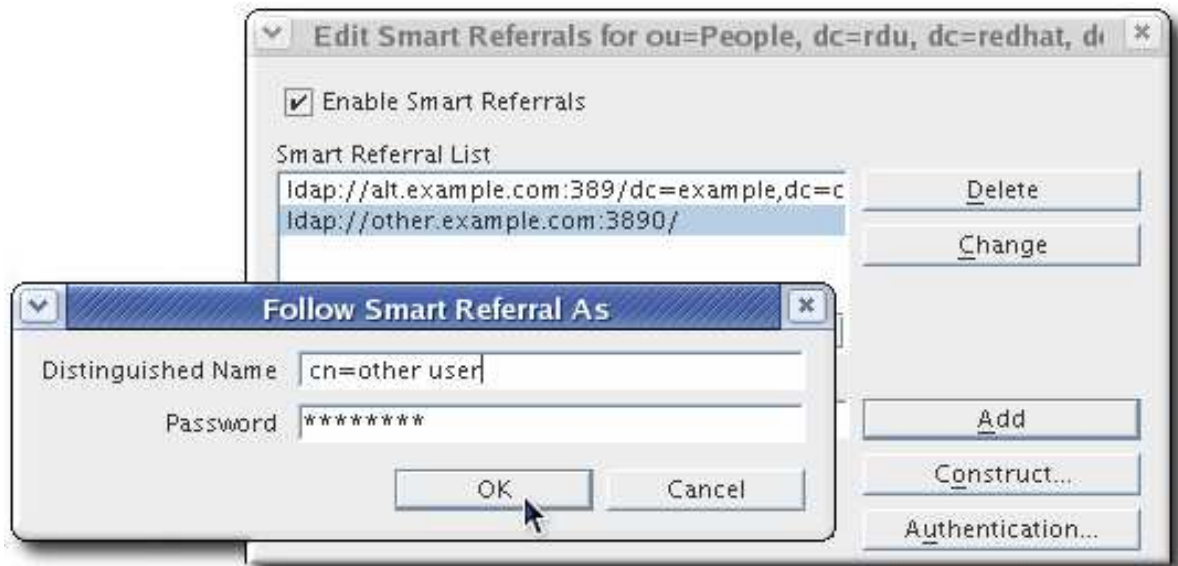 Edit Smart Referrals for ou=People, dc=rdu, dc=redhat, d
Enable Smart Referrals
Smart Referral List
ldap://alt.example.com:389/dc=example,dc=c
ldap://other.example.com:3890/
Delete
Change
Follow Smart Referral As
Distinguished Name cn=other user
Password ********
OK Cancel
Add
Construct...
Authentication...